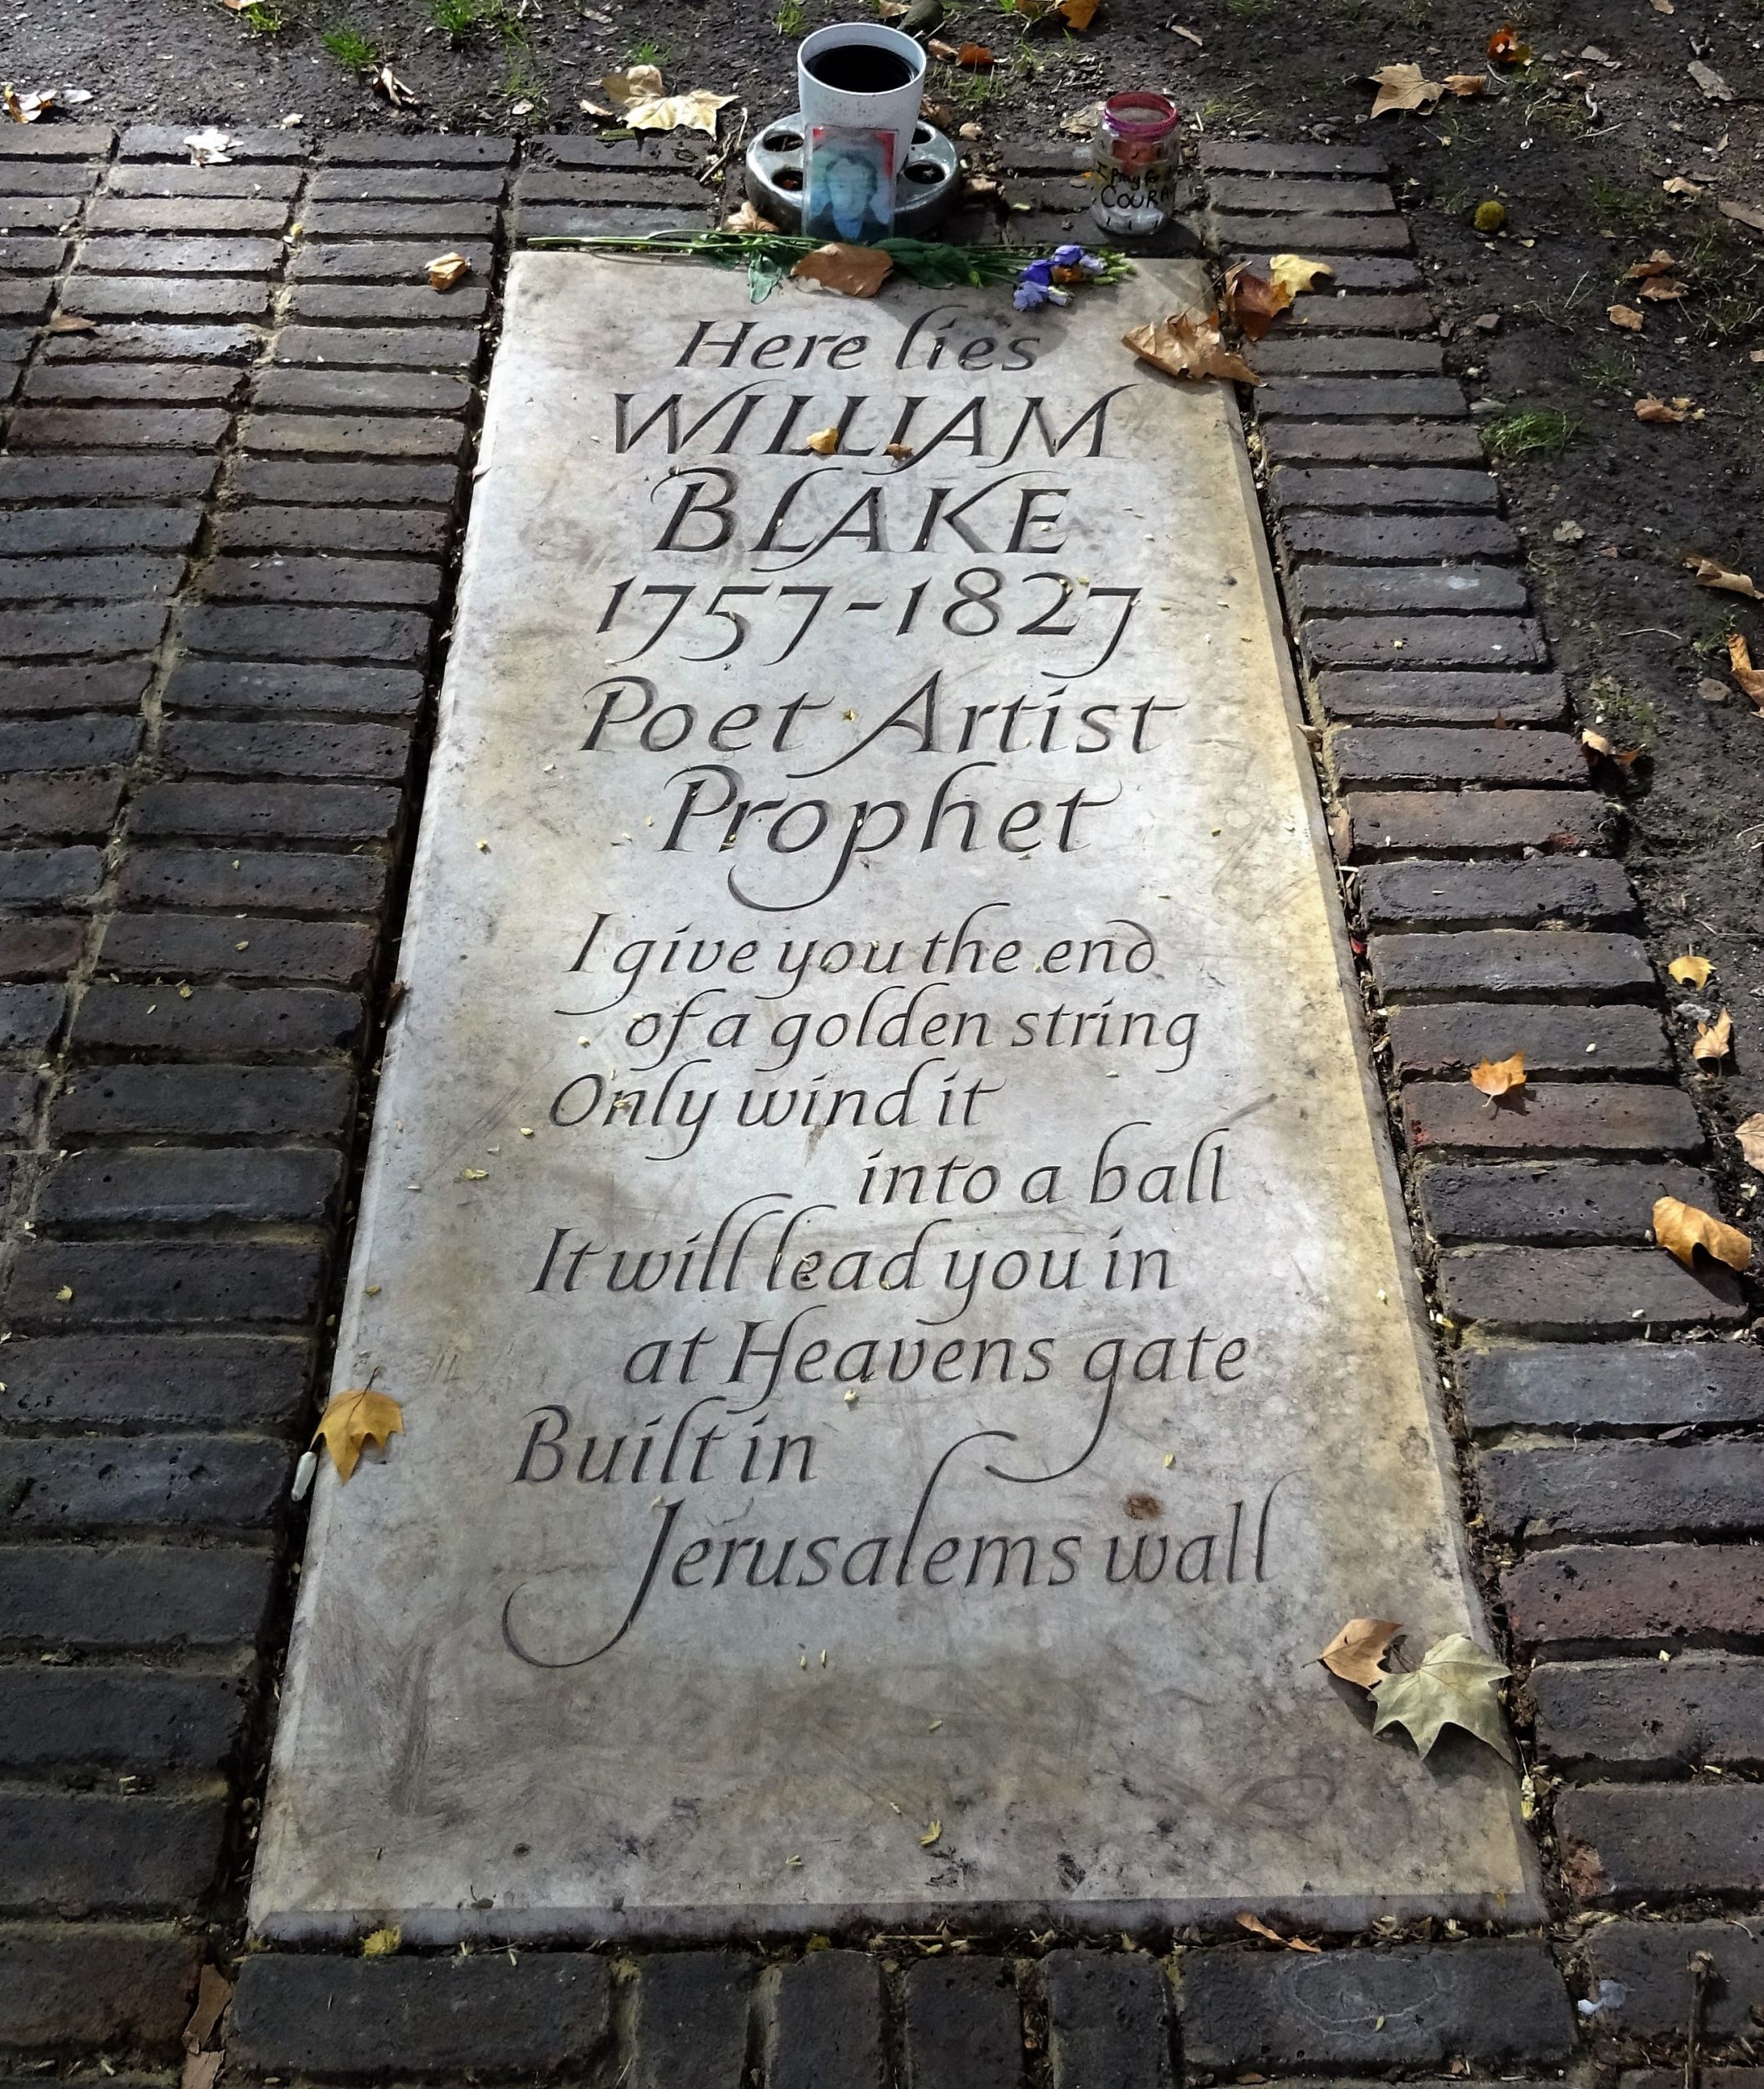 Here lies
WILLIAM
BLAKE
1757-1827
Poet Artist
Prophet
I give you the end
of a golden string
Only wind it
into a ball
It will lead you in
at Heavens gate
Built in
Jerusalems wall